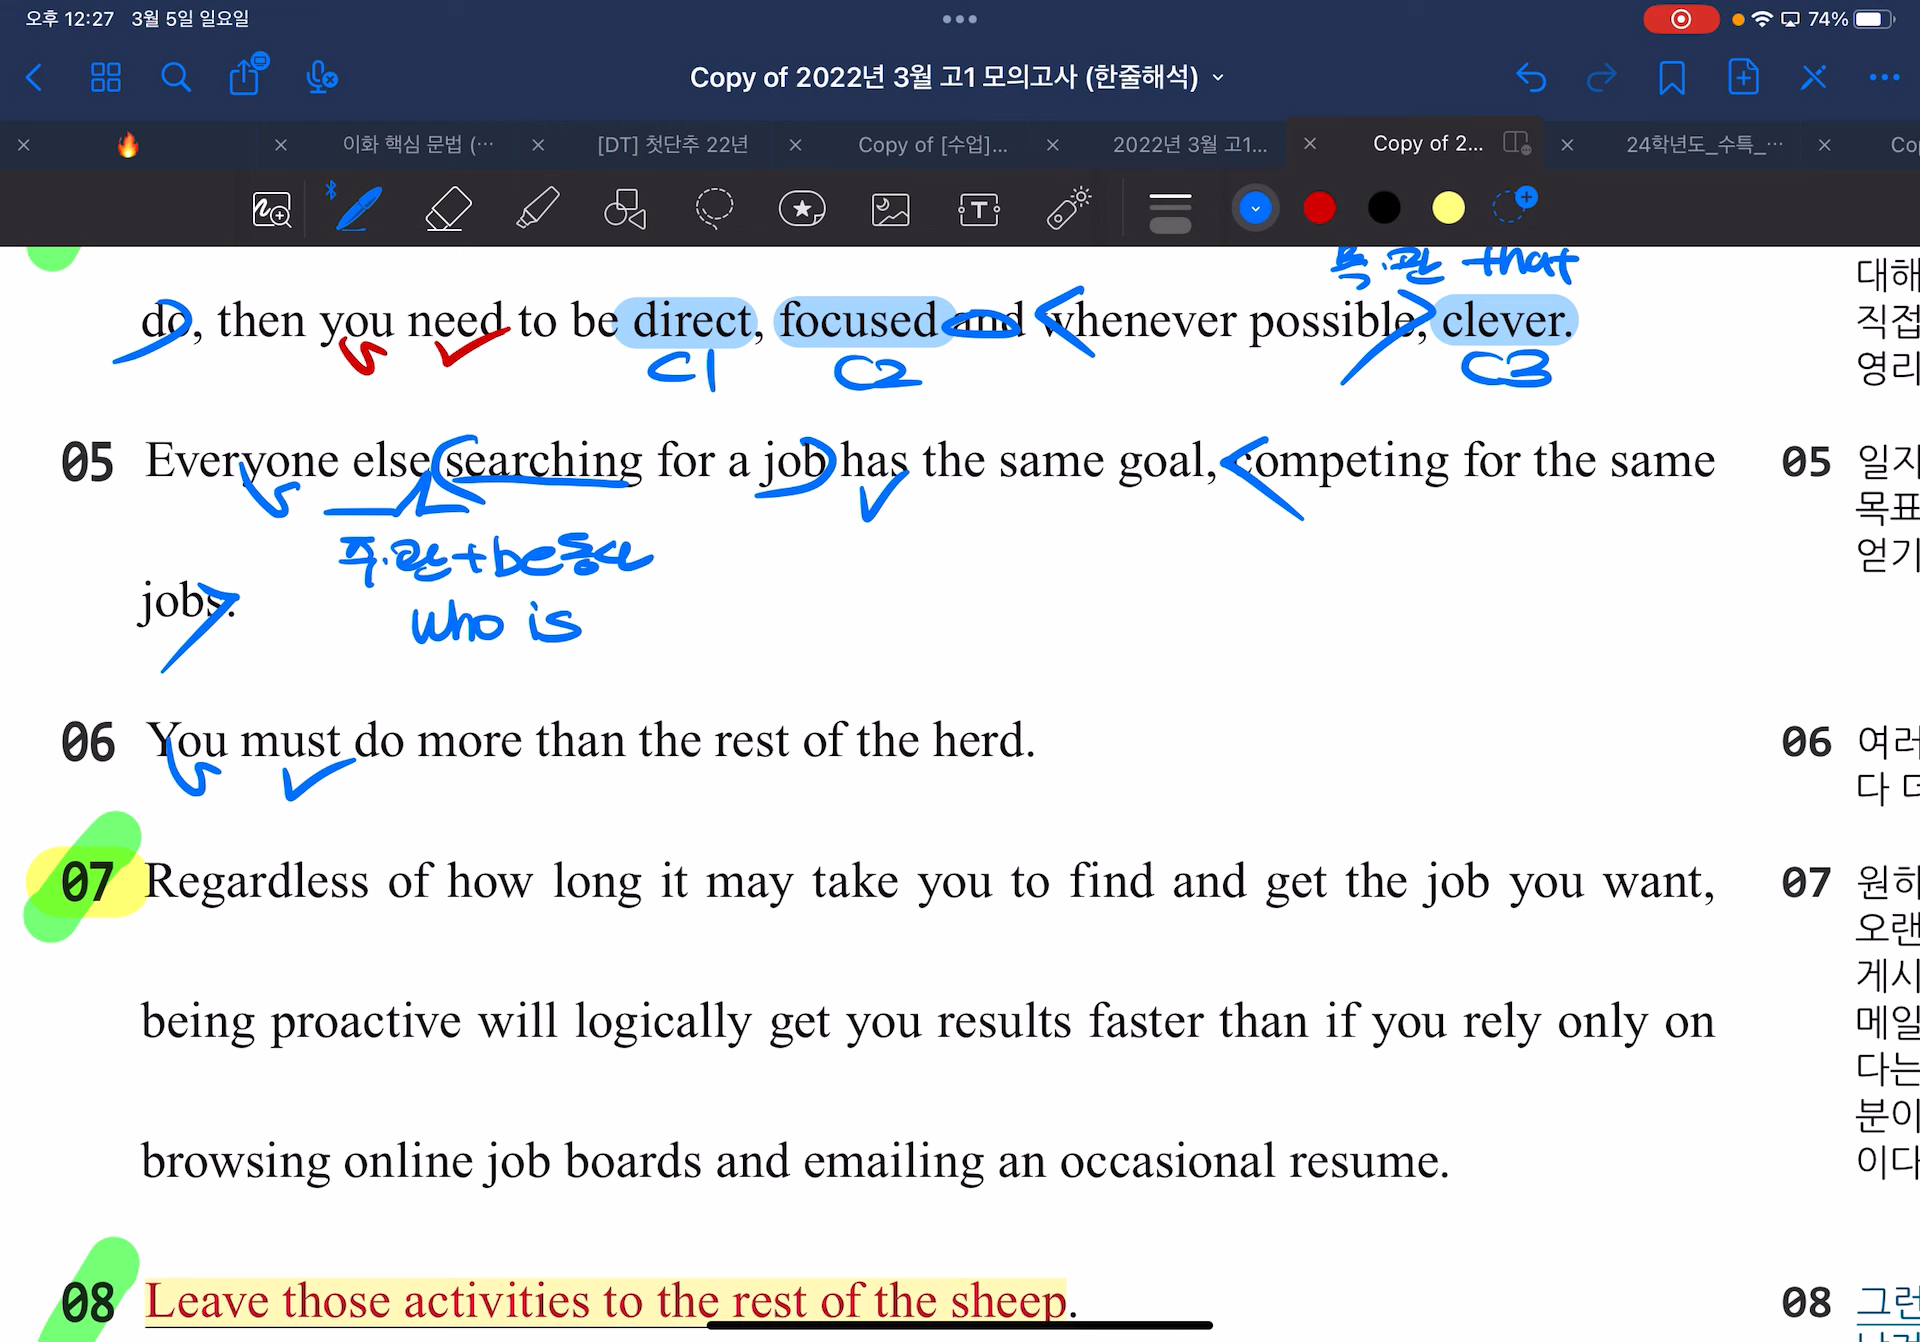 오후 12:27 3월 5일 일요일
74%
Copy of 2022년 3월 고1 모의고사 (한줄해석)
이화 핵심 문법 (…
[DT] 첫단추 22년
Copy of [수업]...
2022년 3월 고1...
Copy of 2...
24학년도_수특_…
Co
that
do, then you need to be direct, focused and whenever possible, clever.
C1 C2 C3
05 Everyone else searching for a job has the same goal, competing for the same
주·관+be동사
jobs.
who is
06 You must do more than the rest of the herd.
07 Regardless of how long it may take you to find and get the job you want,
being proactive will logically get you results faster than if you rely only on
browsing online job boards and emailing an occasional resume.
08 Leave those activities to the rest of the sheep.
대해
직접
영리
05 일자
목표
얻기
06 여러
다 더
07 원하
오랜
게시
메일
다는
분이
이다
08 그런